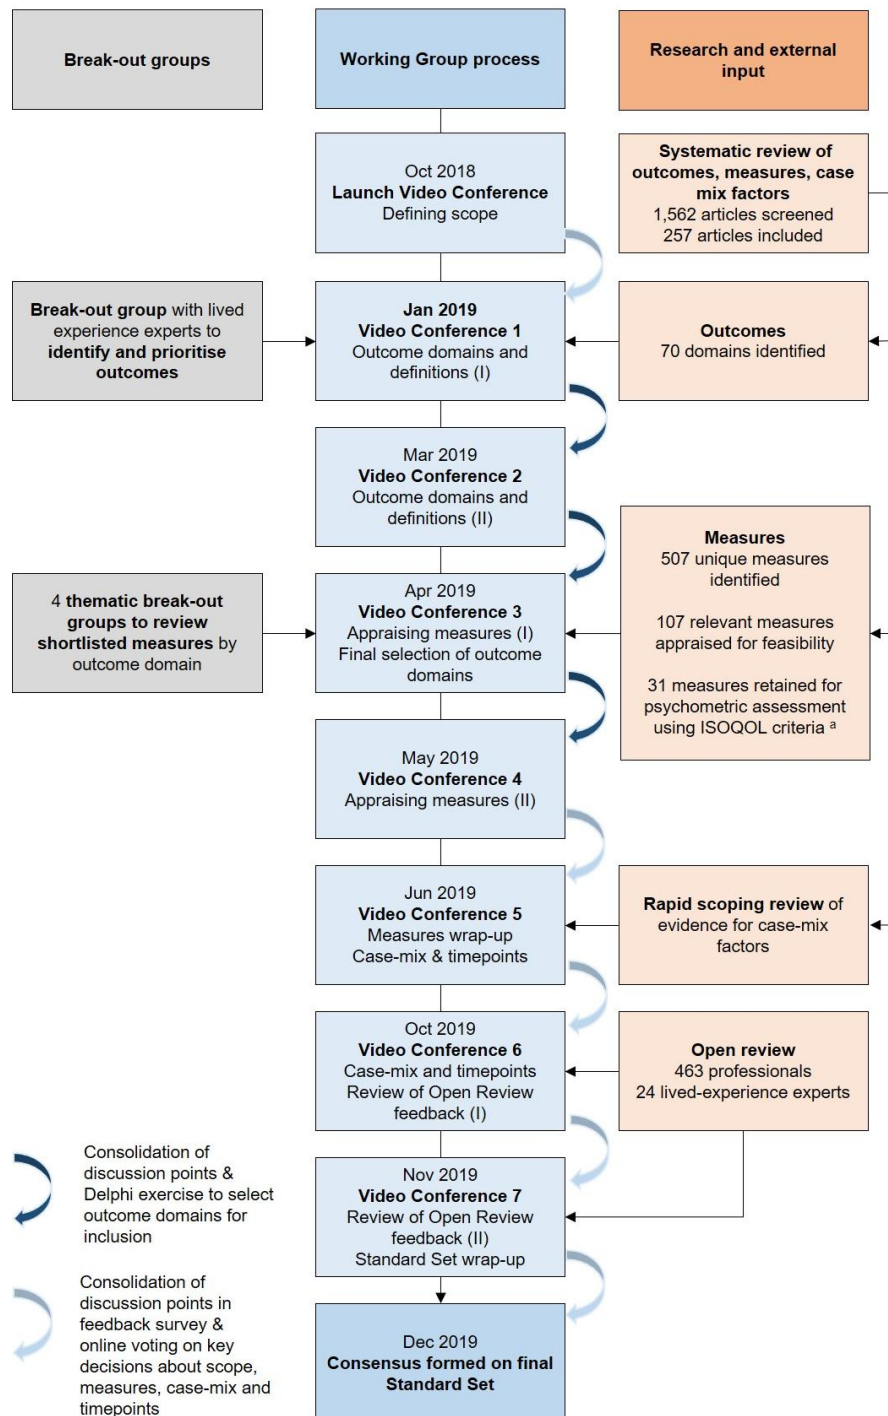 Break-out groups
Working Group process
Research and external
input
Oct 2018
Launch Video Conference
Defining scope
Systematic review of
outcomes, measures, case
mix factors
1,562 articles screened
257 articles included
Break-out group with lived
experience experts to
identify and prioritise
outcomes
Jan 2019
Video Conference 1
Outcome domains and
definitions (I)
Outcomes
70 domains identified
Mar 2019
Video Conference 2
Outcome domains and
definitions (II)
4 thematic break-out
groups to review
shortlisted measures by
outcome domain
Apr 2019
Video Conference 3
Appraising measures (I)
Final selection of outcome
domains
Measures
507 unique measures
identified
107 relevant measures
appraised for feasibility
31 measures retained for
psychometric assessment
using ISOQOL criteria a
May 2019
Video Conference 4
Appraising measures (II)
Jun 2019
Video Conference 5
Measures wrap-up
Case-mix & timepoints
Rapid scoping review of
evidence for case-mix
factors
Oct 2019
Video Conference 6
Case-mix and timepoints
Review of Open Review
feedback (I)
Open review
463 professionals
24 lived-experience experts
Nov 2019
Video Conference 7
Review of Open Review
feedback (II)
Standard Set wrap-up
Dec 2019
Consensus formed on final
Standard Set
Consolidation of
discussion points &
Delphi exercise to select
outcome domains for
inclusion
Consolidation of
discussion points in
feedback survey &
online voting on key
decisions about scope,
measures, case-mix and
timepoints